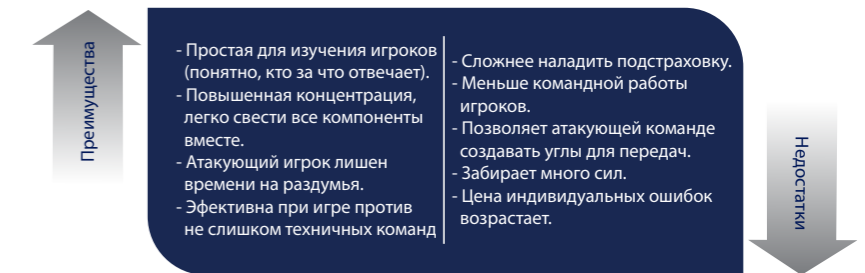 Преимущества
- Простая для изучения игроков
(понятно, кто за что отвечает).
- Повышенная концентрация,
легко свести все компоненты
вместе.
- Атакующий игрок лишен
времени на раздумья.
- Эфективна при игре против
не слишком техничных команд
- Сложнее наладить подстраховку.
- Меньше командной работы
игроков.
- Позволяет атакующей команде
создавать углы для передач.
- Забирает много сил.
- Цена индивидуальных ошибок
возрастает.
Недостатки